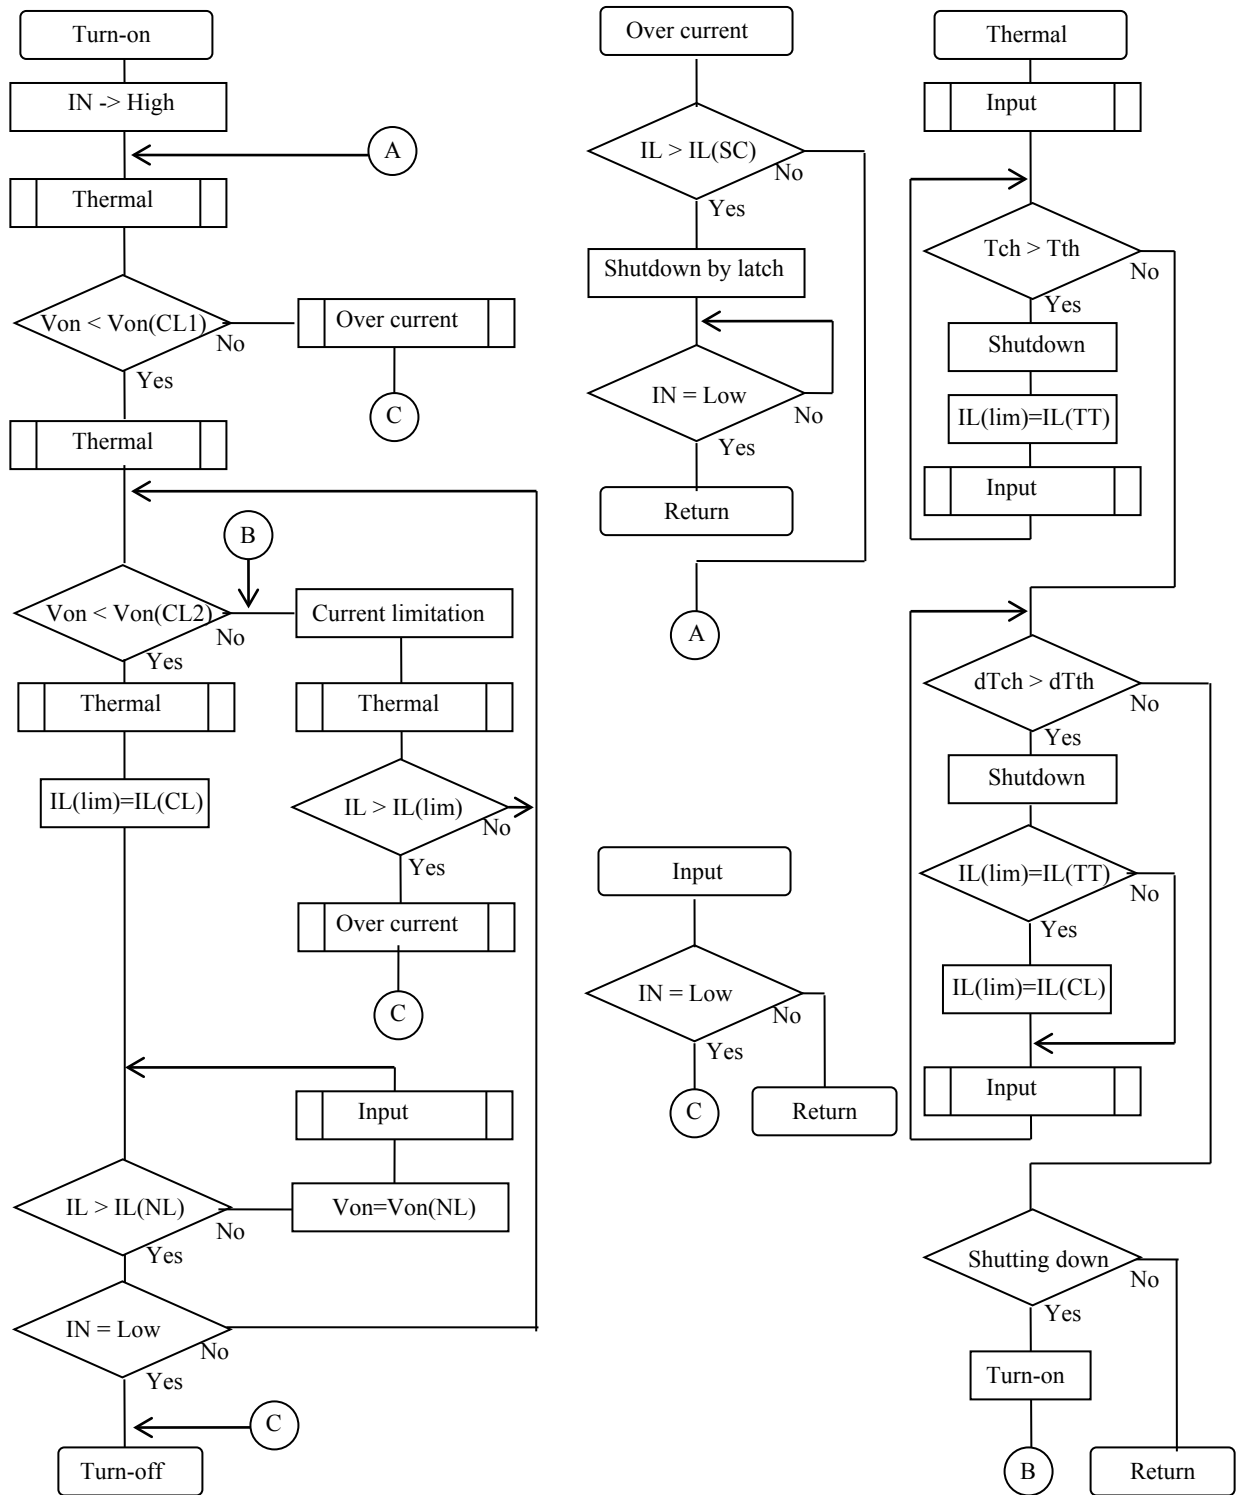 Turn-on
IN -> High
A
Thermal
Von < Von(CL1)
No
Yes
Over current
C
Thermal
B
Von < Von(CL2)
No
Yes
Current limitation
Thermal
Thermal
IL(lim)=IL(CL)
IL > IL(lim)
No
Yes
Over current
C
Input
Von=Von(NL)
IL > IL(NL)
No
Yes
IN = Low
No
Yes
C
Turn-off
Over current
IL > IL(SC)
No
Yes
Shutdown by latch
IN = Low
No
Yes
Return
A
Input
IN = Low
No
Yes
C
Return
Thermal
Input
Tch > Tth
No
Yes
Shutdown
IL(lim)=IL(TT)
Input
dTch > dTth
No
Yes
Shutdown
IL(lim)=IL(TT)
No
Yes
IL(lim)=IL(CL)
Input
Shutting down
No
Yes
Turn-on
B
Return